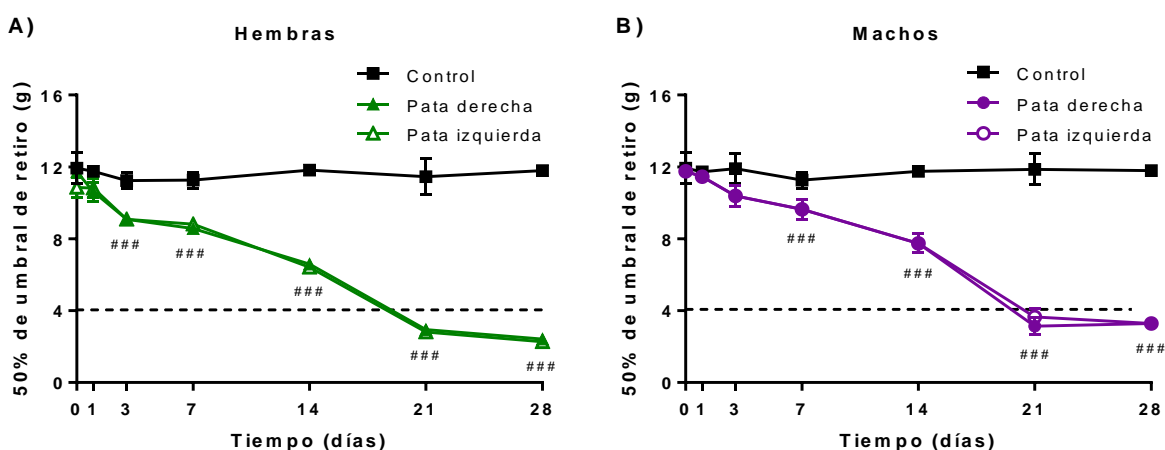 A)
Hembras
Control
Pata derecha
Pata izquierda
50% de umbral de retiro (g)
16
12
8
4
0
###
###
###
###
###
0 1 3 7 14 21 28
Tiempo (días)
B)
Machos
Control
Pata derecha
Pata izquierda
50% de umbral de retiro (g)
16
12
8
4
0
###
###
###
###
0 1 3 7 14 21 28
Tiempo (días)